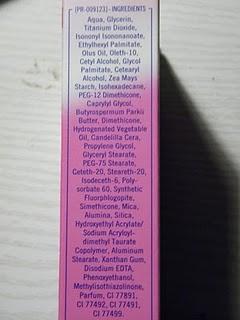 [PR-009123]- INGREDIENTS
Aqua, Glycerin,
Titanium Dioxide,
Isononyl Isononanoate,
Ethylhexyl Palmitate,
Olus Oil, Oleth-10,
Cetyl Alcohol, Glycol
Palmitate, Cetearyl
Alcohol, Zea Mays
Starch, Isohexadecane,
PEG-12 Dimethicone,
Caprylyl Glycol,
Butyrospermum Parkii
Butter, Dimethicone,
Hydrogenated Vegetable
Oil, Candelilla Cera,
Propylene Glycol,
Glyceryl Stearate,
PEG-75 Stearate,
Ceteth-20, Steareth-20,
Isodeceth-6, Poly-
sorbate 60, Synthetic
Fluorphlogopite,
Simethicone, Mica,
Alumina, Silica,
Hydroxyethyl Acrylate/
Sodium Acryloyl-
dimethyl Taurate
Copolymer, Aluminum
Stearate, Xanthan Gum,
Disodium EDTA,
Phenoxyethanol,
Methylisothiazolinone,
Parfum, CI 77891,
CI 77492, CI 77491,
CI 77499.